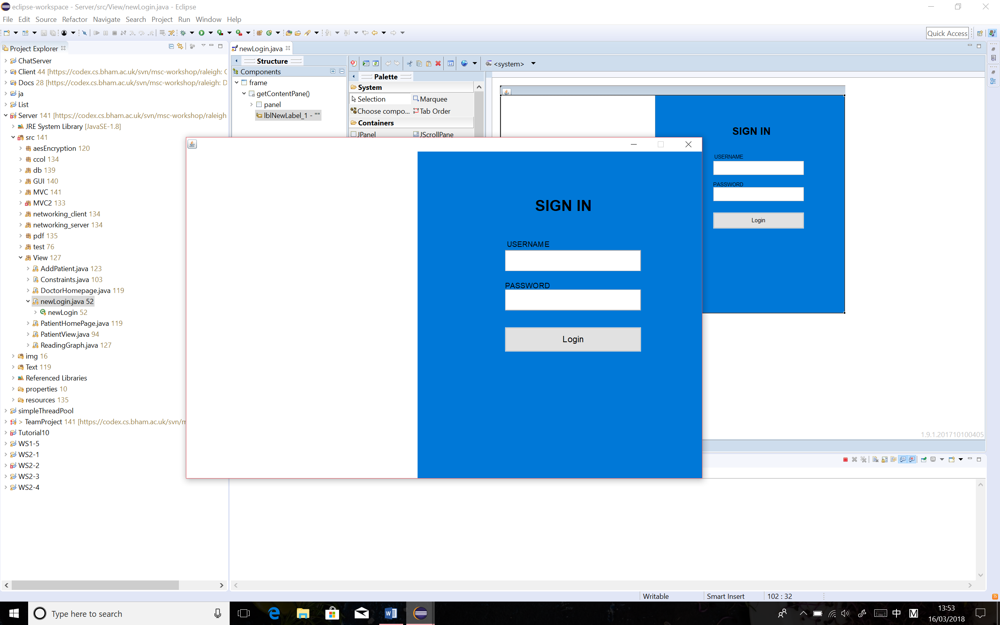 eclipse-workspace - Server/src/View/newLogin.java - Eclipse
File Edit Source Refactor Navigate Search Project Run Window Help
Quick Access
Project Explorer
ChatServer
Client 44 [https://codex.cs.bham.ac.uk/svn/msc-workshop/raleigh: C
Docs 28 [https://codex.cs.bham.ac.uk/svn/msc-workshop/raleigh: D
ja
List
Server 141 [https://codex.cs.bham.ac.uk/svn/msc-workshop/raleigh
JRE System Library [JavaSE-1.8]
src 141
aesEncryption 120
ccol 134
db 139
GUI 140
MVC 141
MVC2 133
networking_client 134
networking_server 134
pdf 135
test 76
View 127
AddPatient.java 123
Constraints.java 103
DoctorHomepage.java 119
newLogin.java 52
newLogin 52
PatientHomePage.java 119
PatientView.java 94
ReadingGraph.java 127
img 16
Text 119
Referenced Libraries
properties 10
resources 135
simpleThreadPool
> TeamProject 141 [https://codex.cs.bham.ac.uk/svn/m
Tutorial10
WS1-5
WS2-1
WS2-2
WS2-3
WS2-4
newLogin.java
Structure
Components
frame
getContentPane()
panel
lblNewLabel_1 - ""
<system>
Palette
System
Selection
Marquee
Choose compo...
Tab Order
Containers
JPanel
JScrollPane
SIGN IN
USERNAME
PASSWORD
Login
SIGN IN
USERNAME
PASSWORD
Login
1.9.1.201710100405
Writable
Smart Insert
102 : 32
Type here to search
中
M
13:53
16/03/2018